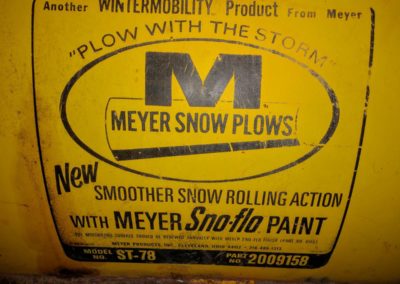 Another WINTERMOBILITY Product From Meyer
"PLOW WITH THE STORM"
M
MEYER SNOW PLOWS
New
SMOOTHER SNOW ROLLING ACTION
WITH MEYER Sno-flo PAINT
MEYER PRODUCTS, INC., CLEVELAND, OHIO
MODEL NO. ST-78 PART NO. 2009158